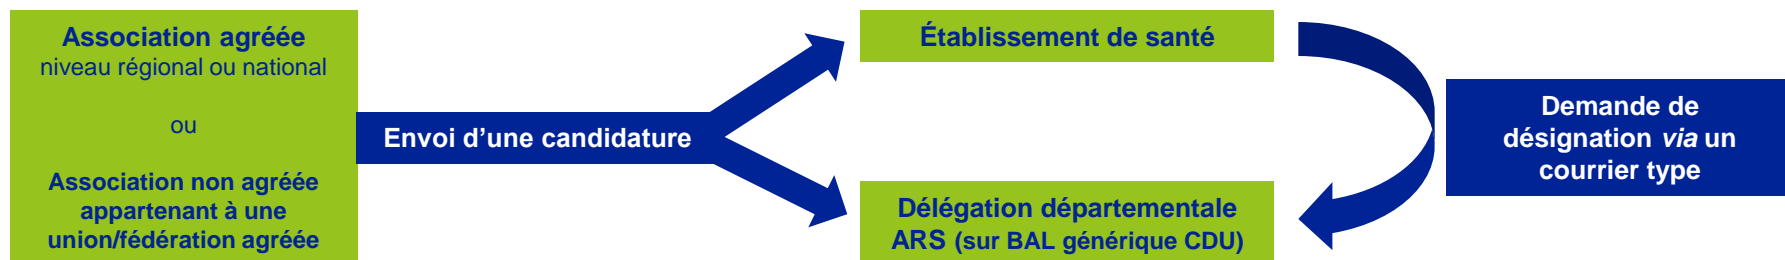 Association agréée
niveau régional ou national
ou
Association non agréée
appartenant à une
union/fédération agréée
Envoi d’une candidature
Établissement de santé
Délégation départementale
ARS (sur BAL générique CDU)
Demande de
désignation via un
courrier type